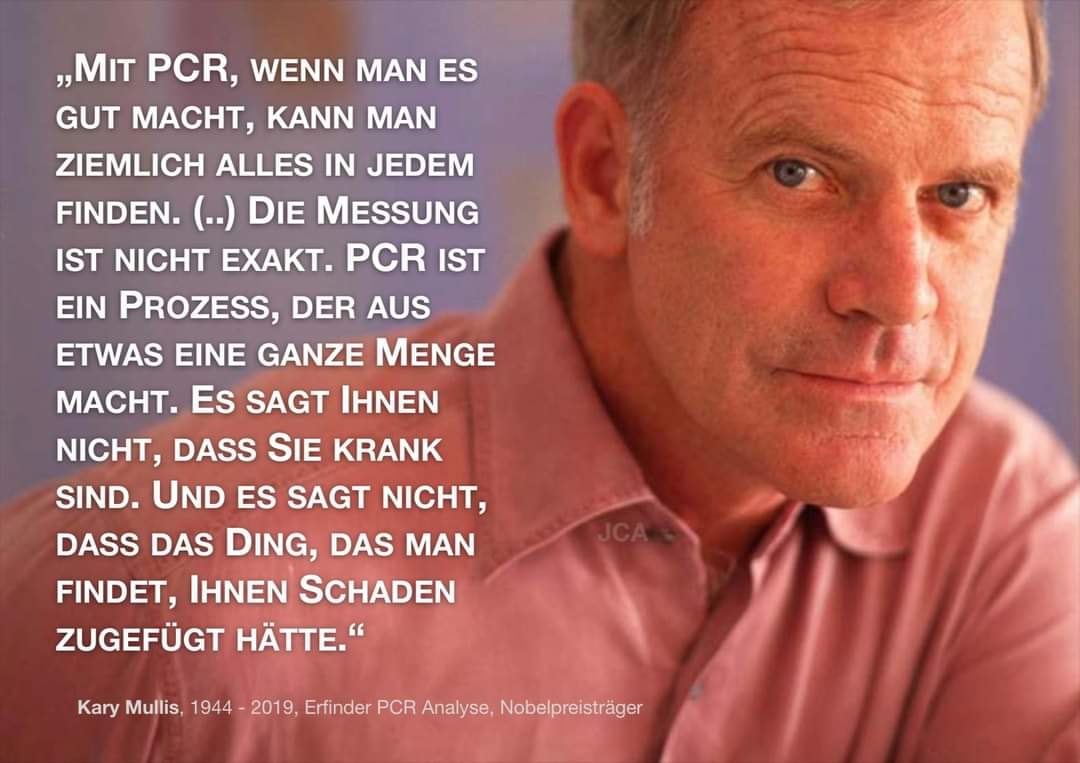 „Mit PCR, wenn man es
gut macht, kann man
ziemlich alles in jedem
finden. (..) Die Messung
ist nicht exakt. PCR ist
ein Prozess, der aus
etwas eine ganze Menge
macht. Es sagt Ihnen
nicht, dass Sie krank
sind. Und es sagt nicht,
dass das Ding, das man
findet, Ihnen Schaden
zugefügt hätte.“
JCA
Kary Mullis, 1944 - 2019, Erfinder PCR Analyse, Nobelpreisträger